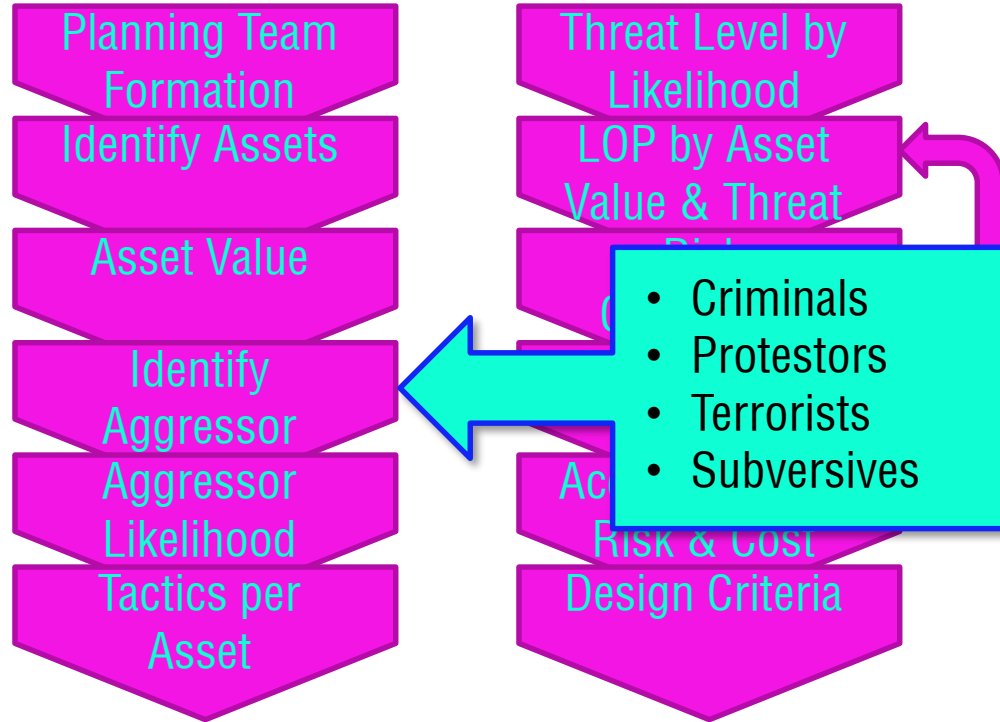 Planning Team
Formation
Identify Assets
Asset Value
Identify
Aggressor
Aggressor
Likelihood
Tactics per
Asset
Threat Level by
Likelihood
LOP by Asset
Value & Threat
Risk & Cost
Design Criteria
• Criminals
• Protestors
• Terrorists
• Subversives